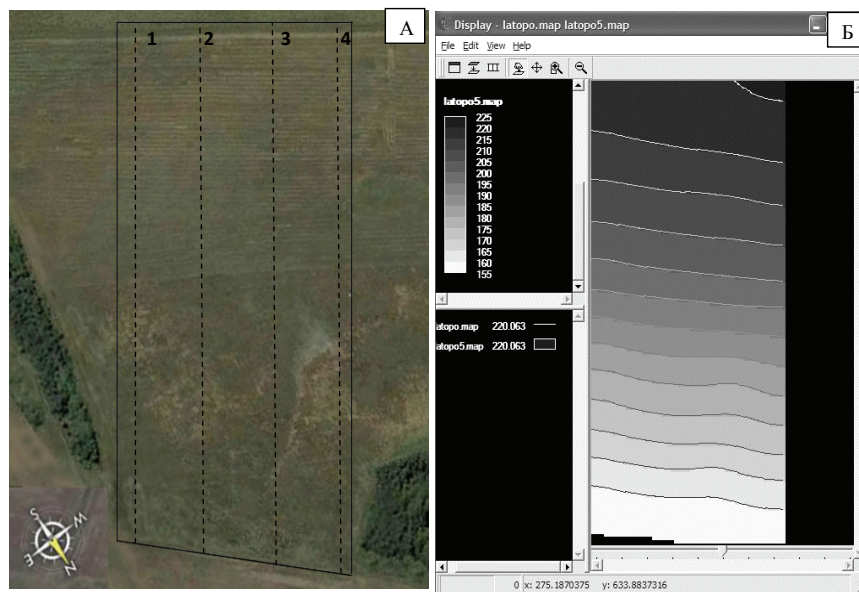 А
1 2 3 4
S
W
E
N
Display - latopo.map latopo5.map
Б
File Edit View Help
latopo5.map
225
220
215
210
205
200
195
190
185
180
175
170
165
160
155
latopo.map 220.063
latopo5.map 220.063
0 x: 275.1870375 y: 633.8837316